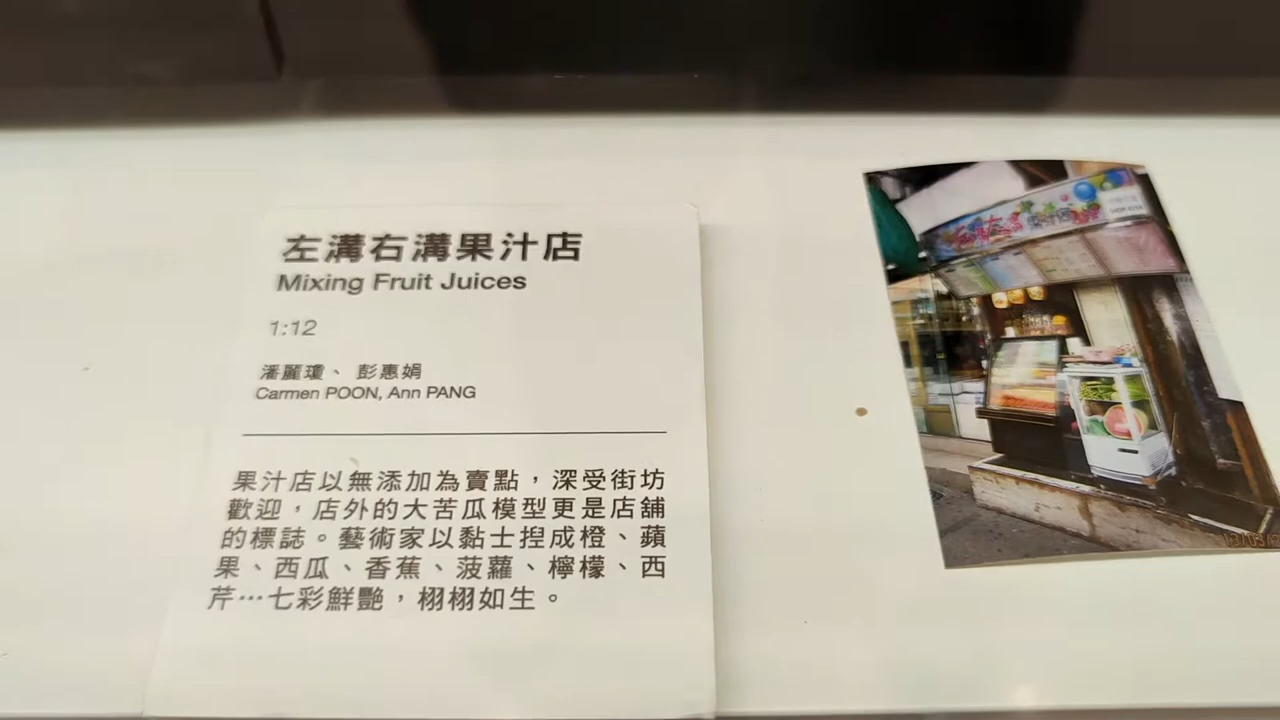 左溝右溝果汁店
Mixing Fruit Juices
1:12
潘麗瓊、彭惠娟
Carmen POON, Ann PANG
果汁店以無添加為賣點，深受街坊
歡迎，店外的大苦瓜模型更是店舖
的標誌。藝術家以黏士揑成橙、蘋
果、西瓜、香蕉、菠蘿、檸檬、西
芹…七彩鮮艷，栩栩如生。